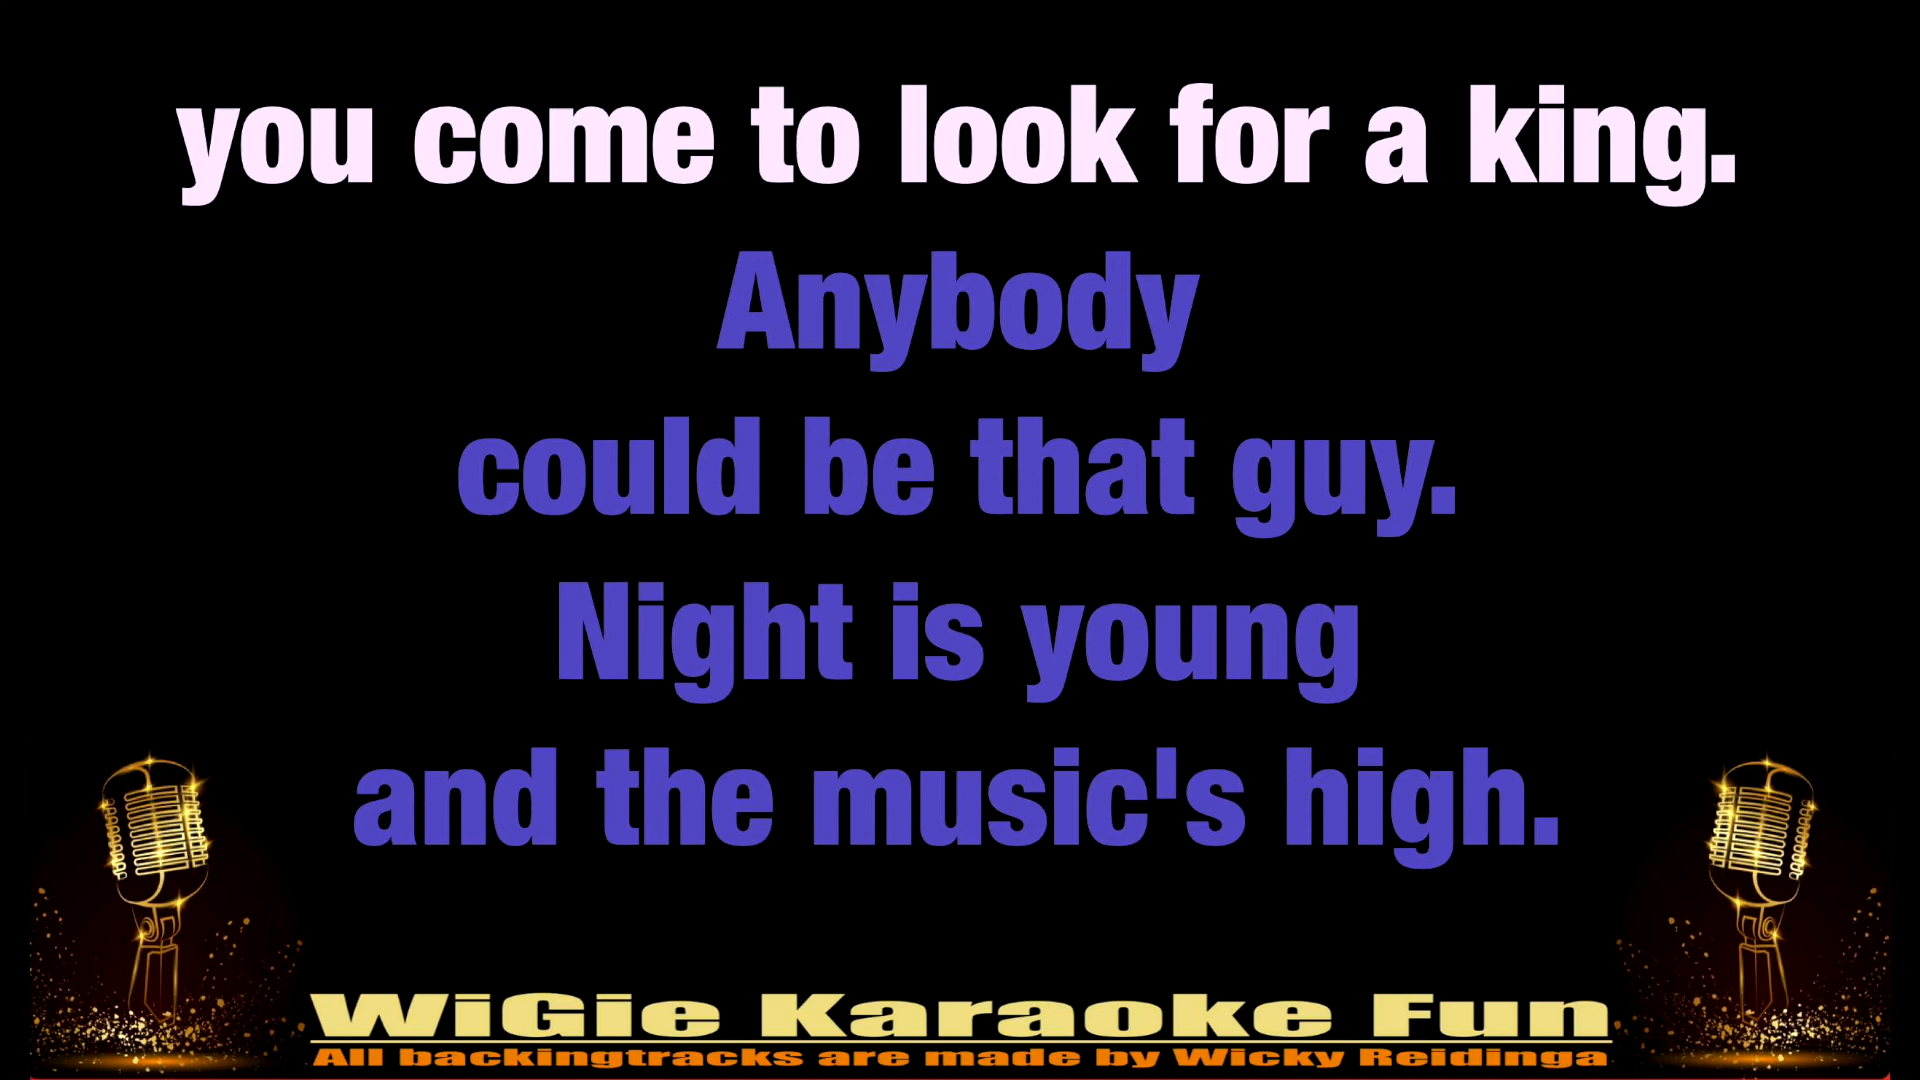 you come to look for a king.
Anybody
could be that guy.
Night is young
and the music's high.
WiGie Karaoke Fun
All backingtracks are made by Wicky Reidinga